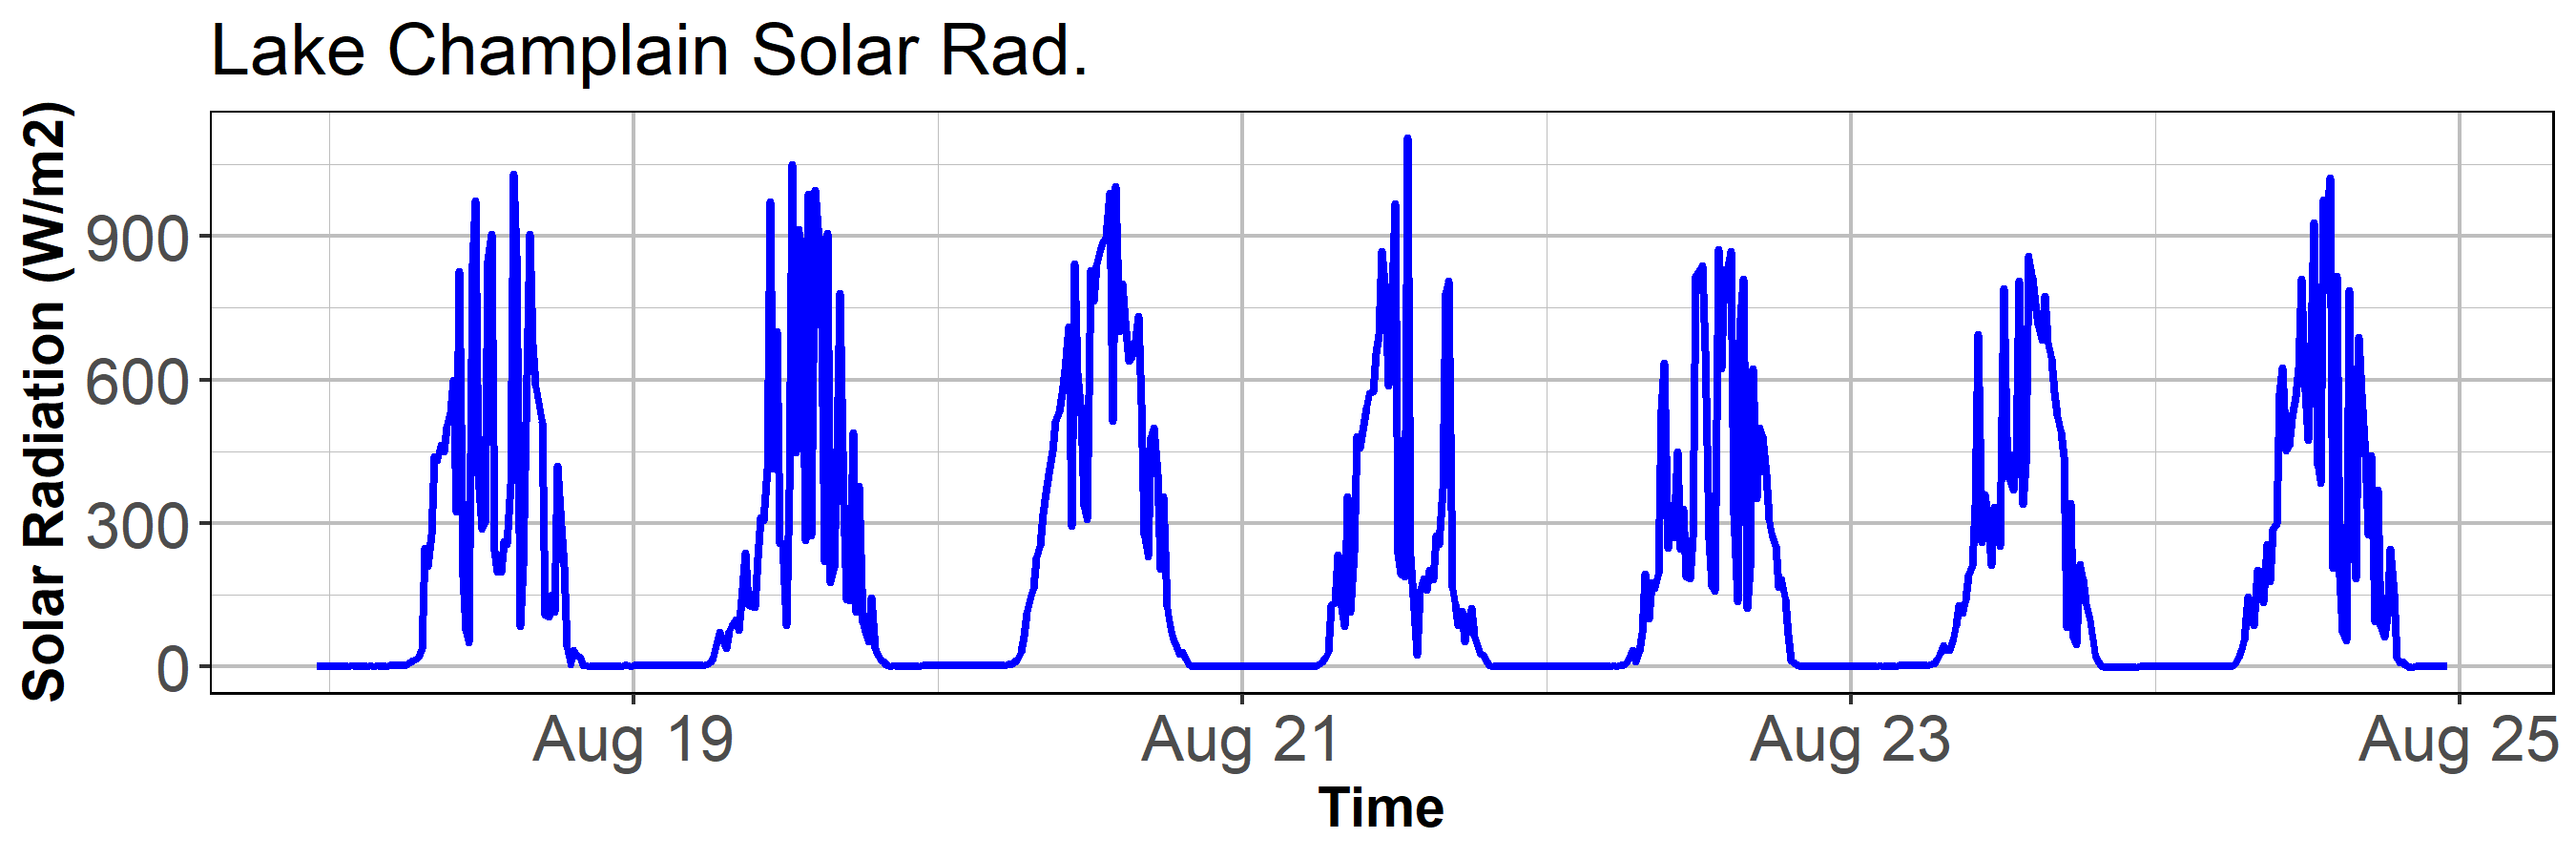 Lake Champlain Solar Rad.
Solar Radiation (W/m2)
900
600
300
0
Aug 19 Aug 21 Aug 23 Aug 25
Time